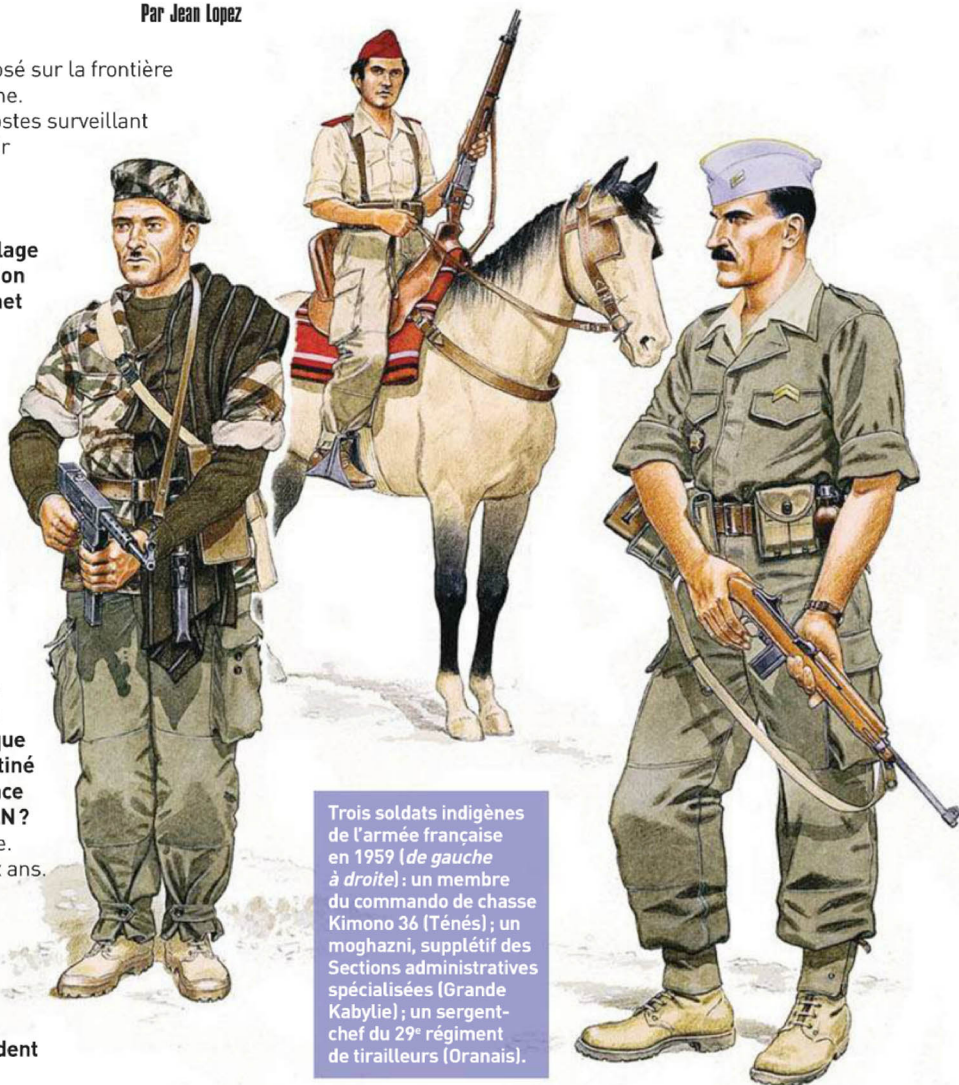 Par Jean Lopez
osé sur la frontière
ne.
ostes surveillant
r
lage
on
net
que
tiné
ce
N ?
e.
t ans.
dent
Trois soldats indigènes
de l'armée française
en 1959 (de gauche
à droite) : un membre
du commando de chasse
Kimono 36 (Ténés) ; un
moghazni, supplétif des
Sections administratives
spécialisées (Grande
Kabylie) ; un sergent-
chef du 29e régiment
de tirailleurs (Oranais).